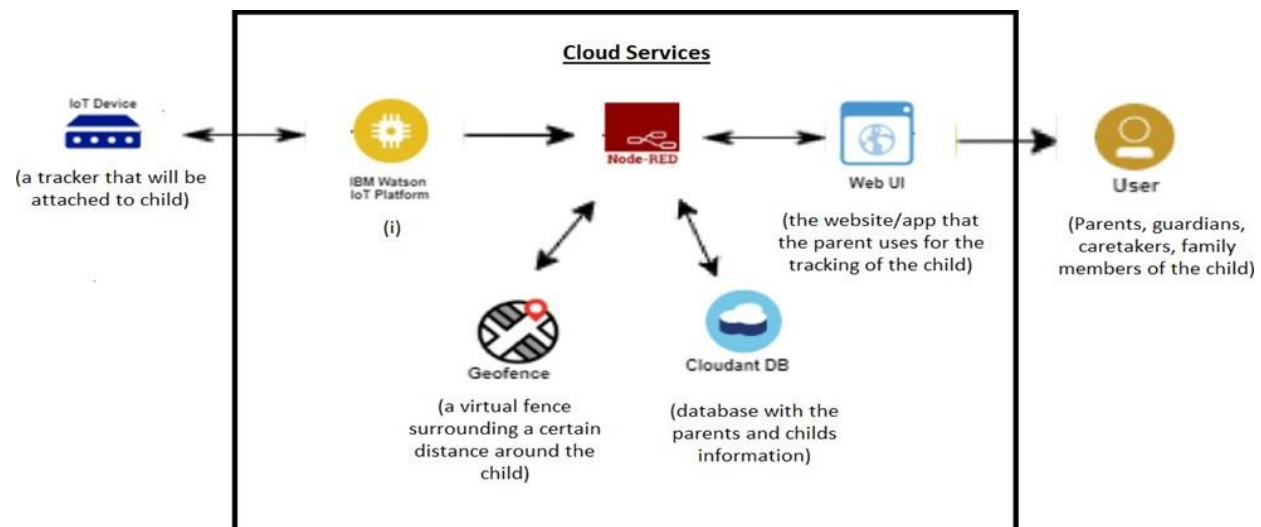 Cloud Services
IoT Device
(a tracker that will be
attached to child)
IBM Watson
IoT Platform
(i)
Node-RED
Web UI
(the website/app that
the parent uses for the
tracking of the child)
User
(Parents, guardians,
caretakers, family
members of the child)
Geofence
(a virtual fence
surrounding a certain
distance around the
child)
Cloudant DB
(database with the
parents and childs
information)